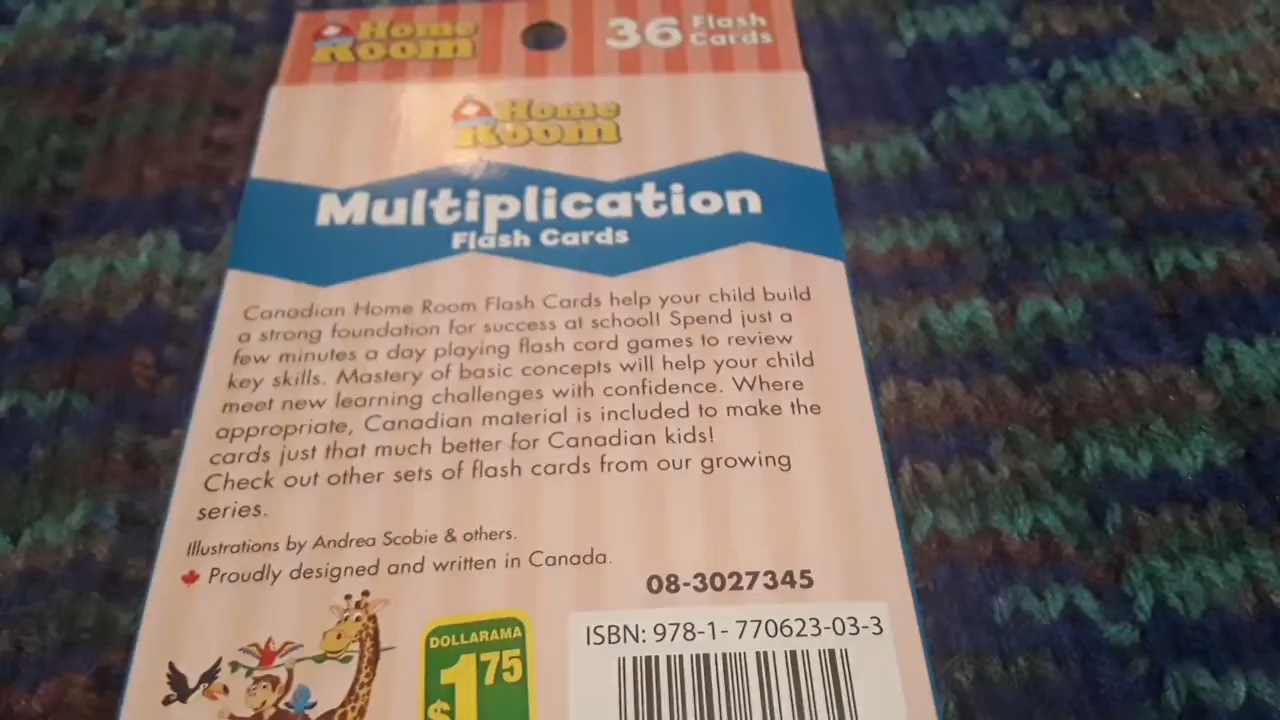 Home Room
36 Flash Cards
Home Room
Multiplication
Flash Cards
Canadian Home Room Flash Cards help your child build
a strong foundation for success at school! Spend just a
few minutes a day playing flash card games to review
key skills. Mastery of basic concepts will help your child
meet new learning challenges with confidence. Where
appropriate, Canadian material is included to make the
cards just that much better for Canadian kids!
Check out other sets of flash cards from our growing
series.
Illustrations by Andrea Scobie & others.
Proudly designed and written in Canada.
08-3027345
ISBN: 978-1- 770623-03-3
DOLLARAMA
$1 75